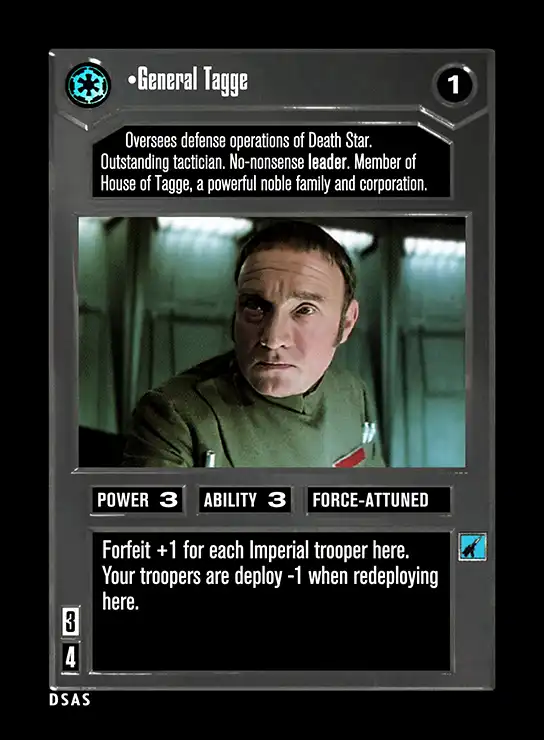 •General Tagge
1
Oversees defense operations of Death Star.
Outstanding tactician. No-nonsense leader. Member of
House of Tagge, a powerful noble family and corporation.
POWER 3 ABILITY 3 FORCE-ATTUNED
Forfeit +1 for each Imperial trooper here.
Your troopers are deploy -1 when redeploying
here.
3
4
DSAS